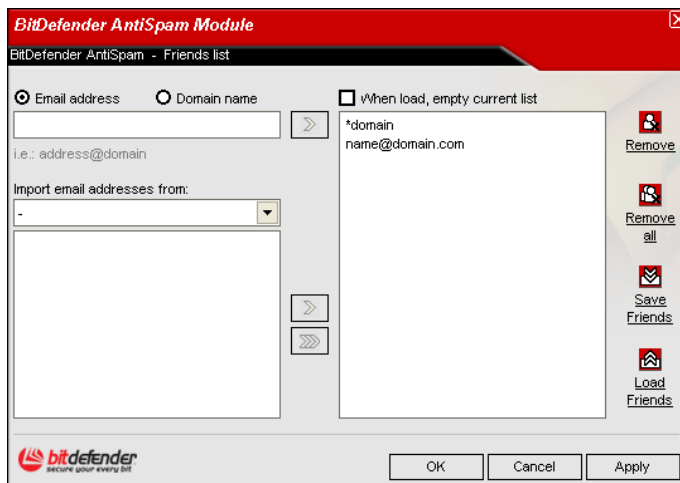 BitDefender AntiSpam Module
BitDefender AntiSpam - Friends list
Email address
Domain name
i.e.: address@domain
Import email addresses from:
-
When load, empty current list
*domain
name@domain.com
Remove
Remove
all
Save
Friends
Load
Friends
bitdefender
secure your every bit
OK
Cancel
Apply